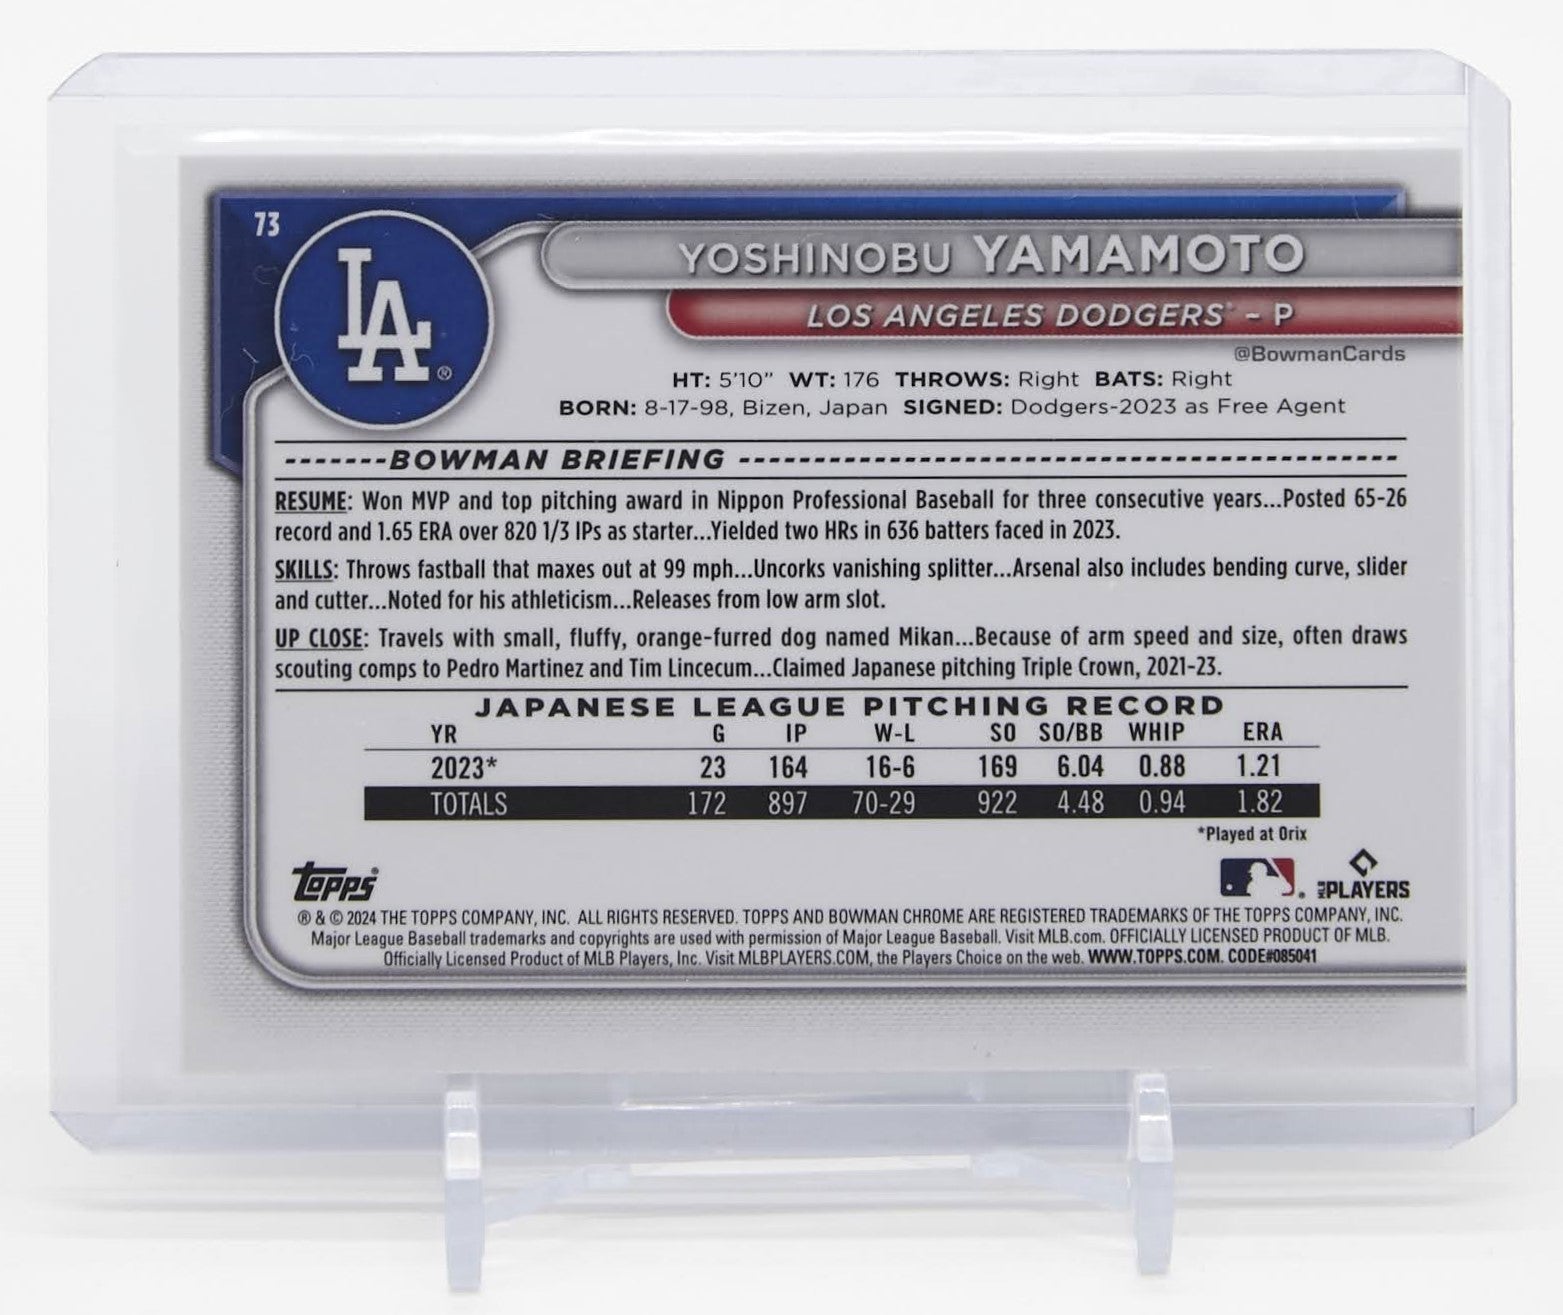 73
LA®
YOSHINOBU YAMAMOTO
LOS ANGELES DODGERS™ – P
@BowmanCards
HT: 5'10" WT: 176 THROWS: Right BATS: Right
BORN: 8-17-98, Bizen, Japan SIGNED: Dodgers-2023 as Free Agent
-------BOWMAN BRIEFING --------------------------------------------
RESUME: Won MVP and top pitching award in Nippon Professional Baseball for three consecutive years...Posted 65-26
record and 1.65 ERA over 820 1/3 IPs as starter...Yielded two HRs in 636 batters faced in 2023.
SKILLS: Throws fastball that maxes out at 99 mph...Uncorks vanishing splitter...Arsenal also includes bending curve, slider
and cutter...Noted for his athleticism...Releases from low arm slot.
UP CLOSE: Travels with small, fluffy, orange-furred dog named Mikan...Because of arm speed and size, often draws
scouting comps to Pedro Martinez and Tim Lincecum...Claimed Japanese pitching Triple Crown, 2021-23.
JAPANESE LEAGUE PITCHING RECORD
YR G IP W-L SO SO/BB WHIP ERA
2023* 23 164 16-6 169 6.04 0.88 1.21
TOTALS 172 897 70-29 922 4.48 0.94 1.82
*Played at Orix
Topps®
MLB PLAYERS
® & © 2024 THE TOPPS COMPANY, INC. ALL RIGHTS RESERVED. TOPPS AND BOWMAN CHROME ARE REGISTERED TRADEMARKS OF THE TOPPS COMPANY, INC.
Major League Baseball trademarks and copyrights are used with permission of Major League Baseball. Visit MLB.com. OFFICIALLY LICENSED PRODUCT OF MLB.
Officially Licensed Product of MLB Players, Inc. Visit MLBPLAYERS.COM, the Players Choice on the web. WWW.TOPPS.COM. CODE#085041